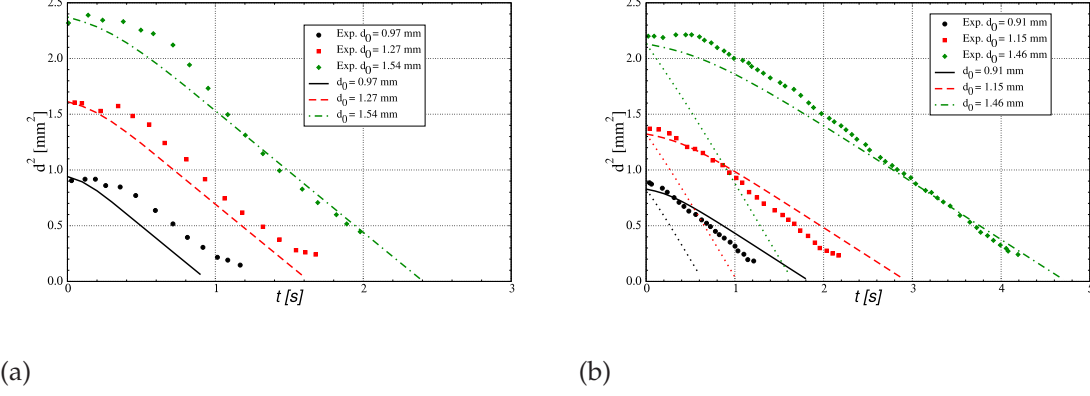 2.5
2.0
1.5
1.0
0.5
0.0
d² [mm²]
0
1
2
3
t [s]
Exp. d₀ = 0.97 mm
Exp. d₀ = 1.27 mm
Exp. d₀ = 1.54 mm
d₀ = 0.97 mm
d₀ = 1.27 mm
d₀ = 1.54 mm
(a)
2.5
2.0
1.5
1.0
0.5
0.0
d² [mm²]
0
1
2
3
4
5
t [s]
Exp. d₀ = 0.91 mm
Exp. d₀ = 1.15 mm
Exp. d₀ = 1.46 mm
d₀ = 0.91 mm
d₀ = 1.15 mm
d₀ = 1.46 mm
(b)